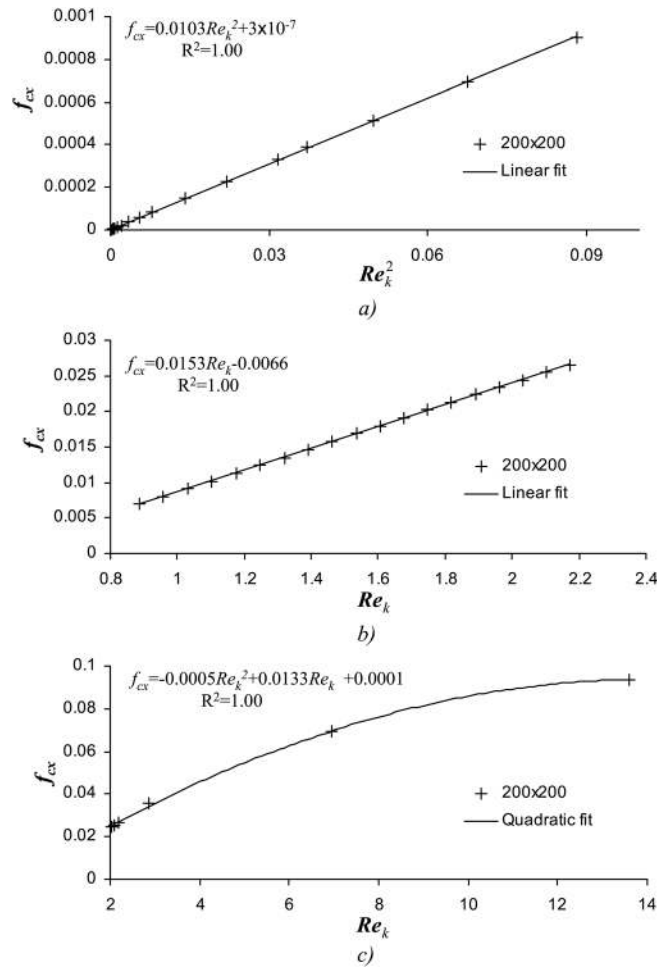 0.001
0.0008
0.0006
0.0004
0.0002
0
f_cx
f_cx=0.0103Re_k^2+3x10^-7
R^2=1.00
200x200
Linear fit
0 0.03 0.06 0.09
Re_k^2
a)
0.03
0.025
0.02
0.015
0.01
0.005
0
f_cx
f_cx=0.0153Re_k-0.0066
R^2=1.00
200x200
Linear fit
0.8 1 1.2 1.4 1.6 1.8 2 2.2 2.4
Re_k
b)
0.1
0.08
0.06
0.04
0.02
0
f_cx
f_cx=-0.0005Re_k^2+0.0133Re_k +0.0001
R^2=1.00
200x200
Quadratic fit
2 4 6 8 10 12 14
Re_k
c)